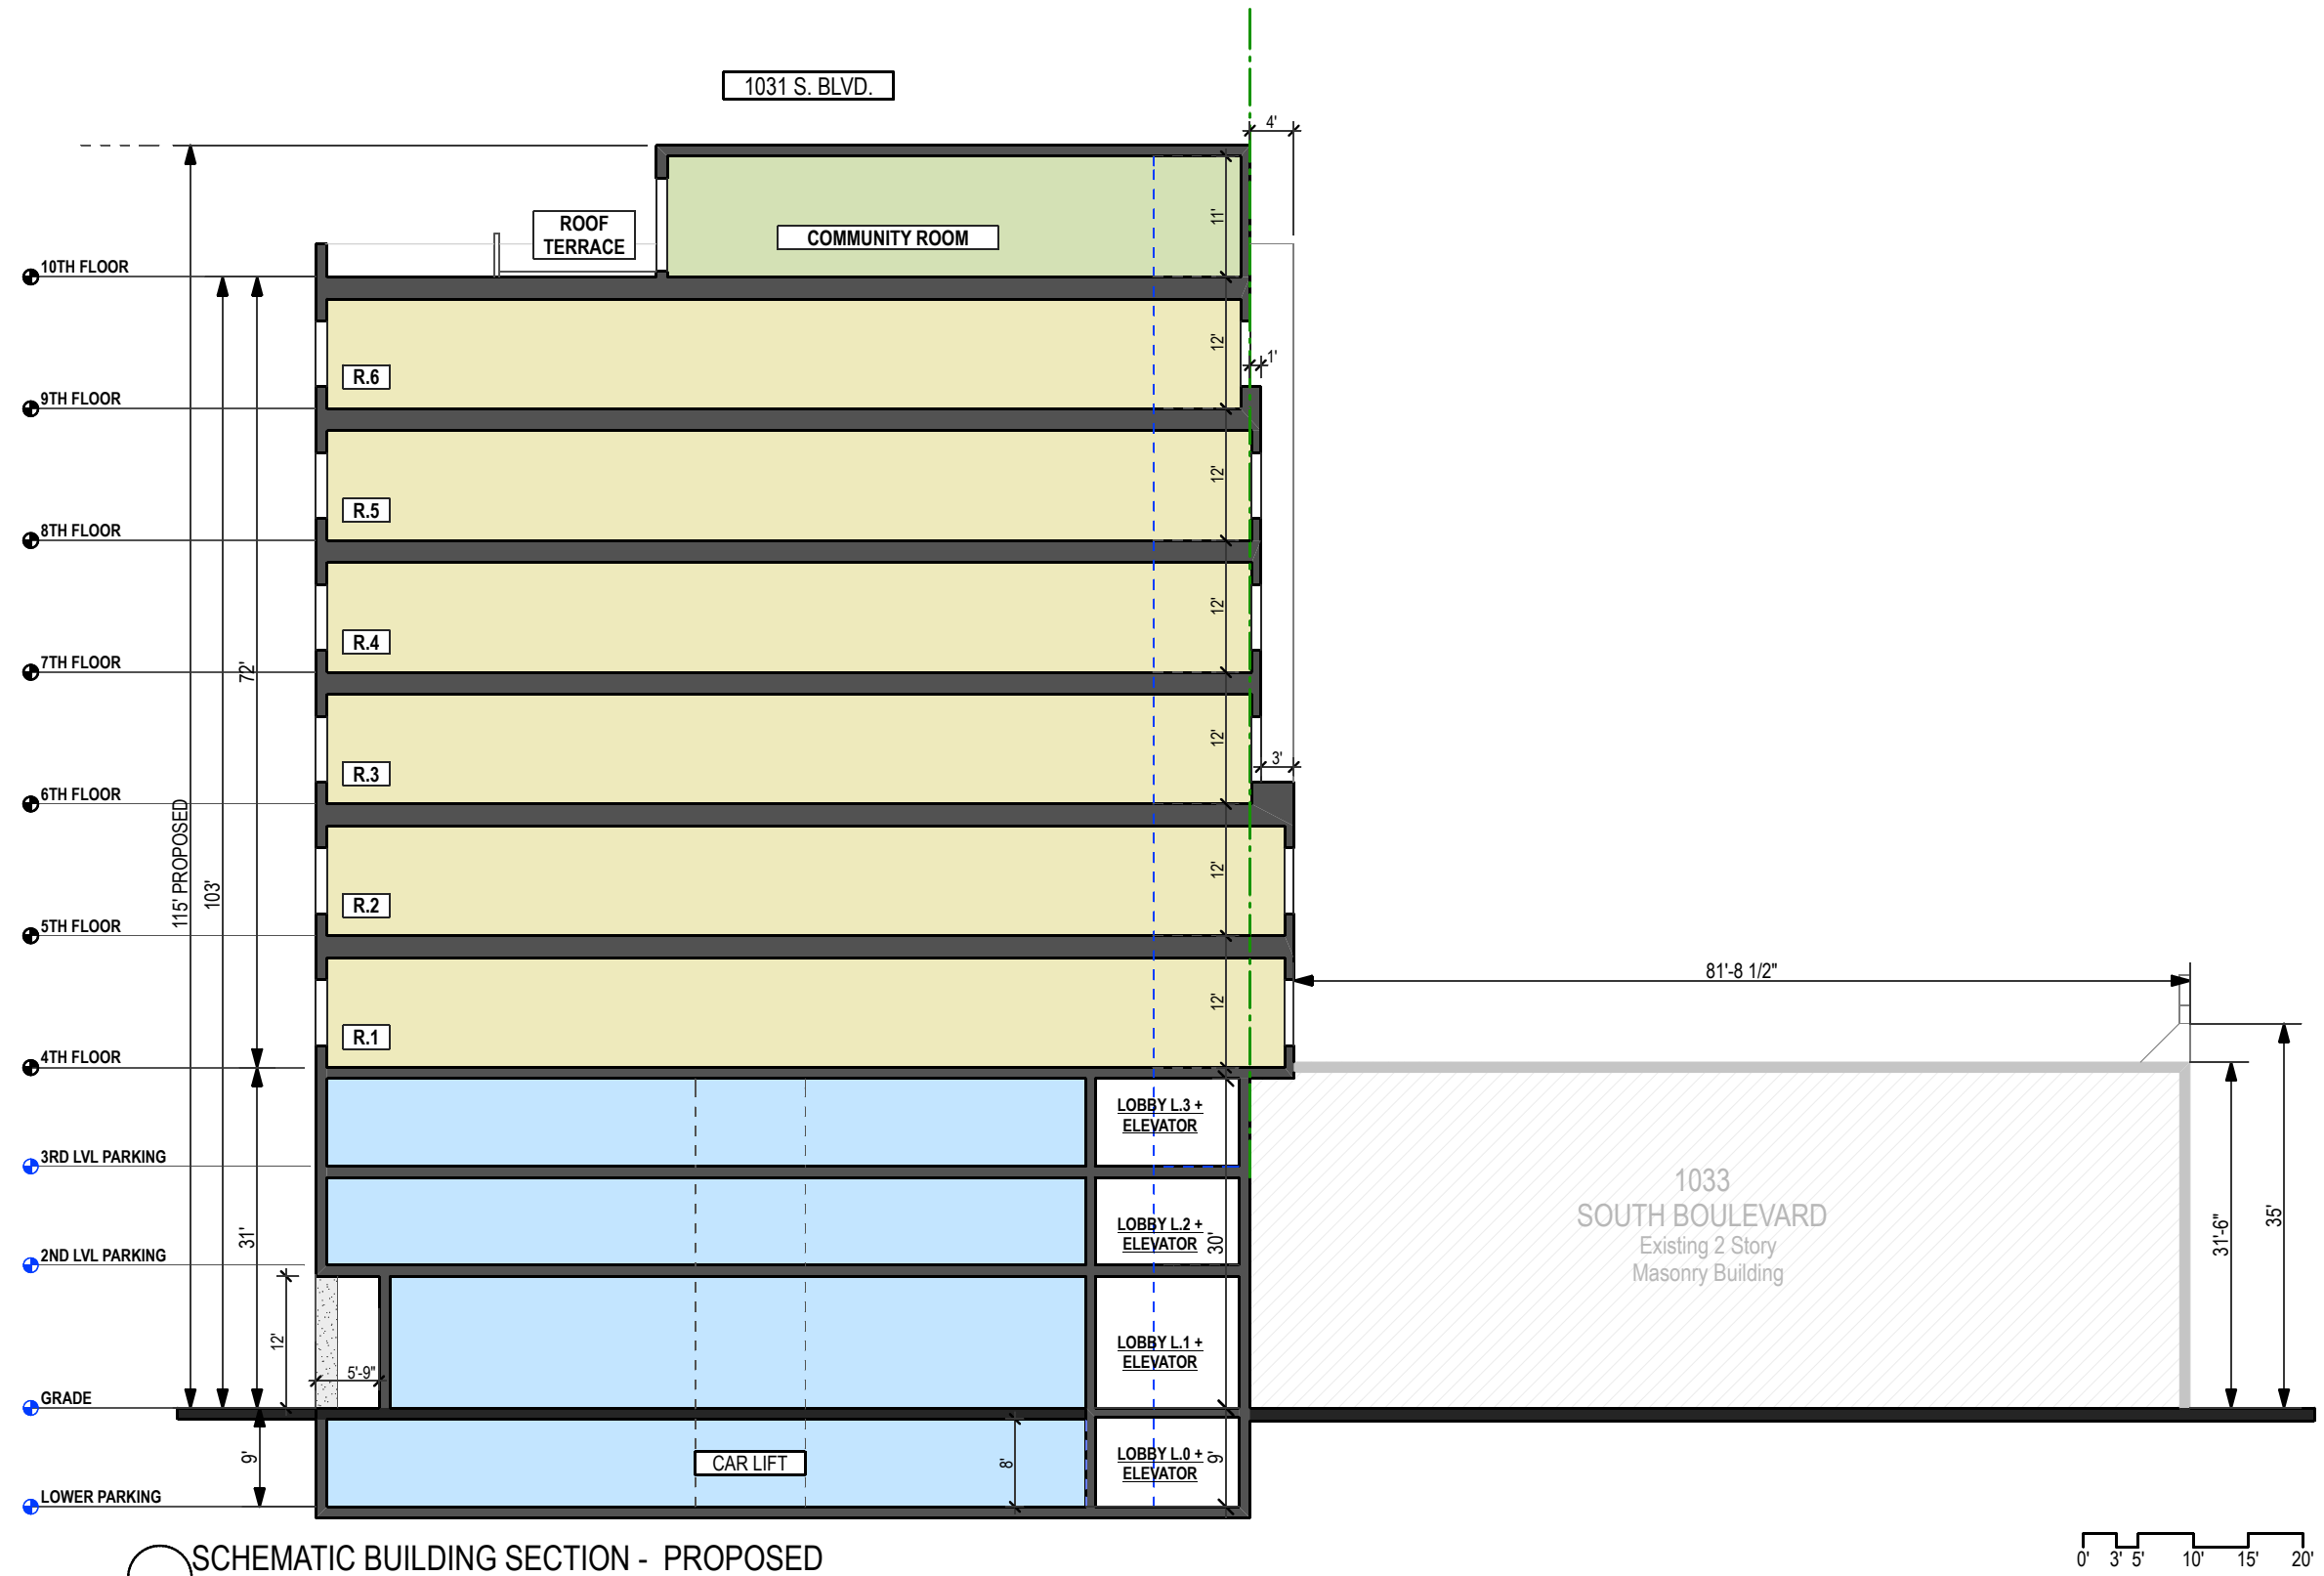 1031 S. BLVD.
4'
ROOF
TERRACE
COMMUNITY ROOM
11'
10TH FLOOR
12'
1'
R.6
9TH FLOOR
12'
R.5
8TH FLOOR
12'
R.4
7TH FLOOR
72'
12'
3'
R.3
6TH FLOOR
115' PROPOSED
103'
12'
R.2
5TH FLOOR
81'-8 1/2"
12'
R.1
4TH FLOOR
LOBBY L.3 +
ELEVATOR
3RD LVL PARKING
1033
SOUTH BOULEVARD
Existing 2 Story
Masonry Building
31'-6"
35'
31'
LOBBY L.2 +
ELEVATOR
30'
2ND LVL PARKING
12'
5'-9"
LOBBY L.1 +
ELEVATOR
GRADE
9'
CAR LIFT
8'
LOBBY L.0 +
ELEVATOR
9'
LOWER PARKING
SCHEMATIC BUILDING SECTION - PROPOSED
0' 3' 5' 10' 15' 20'